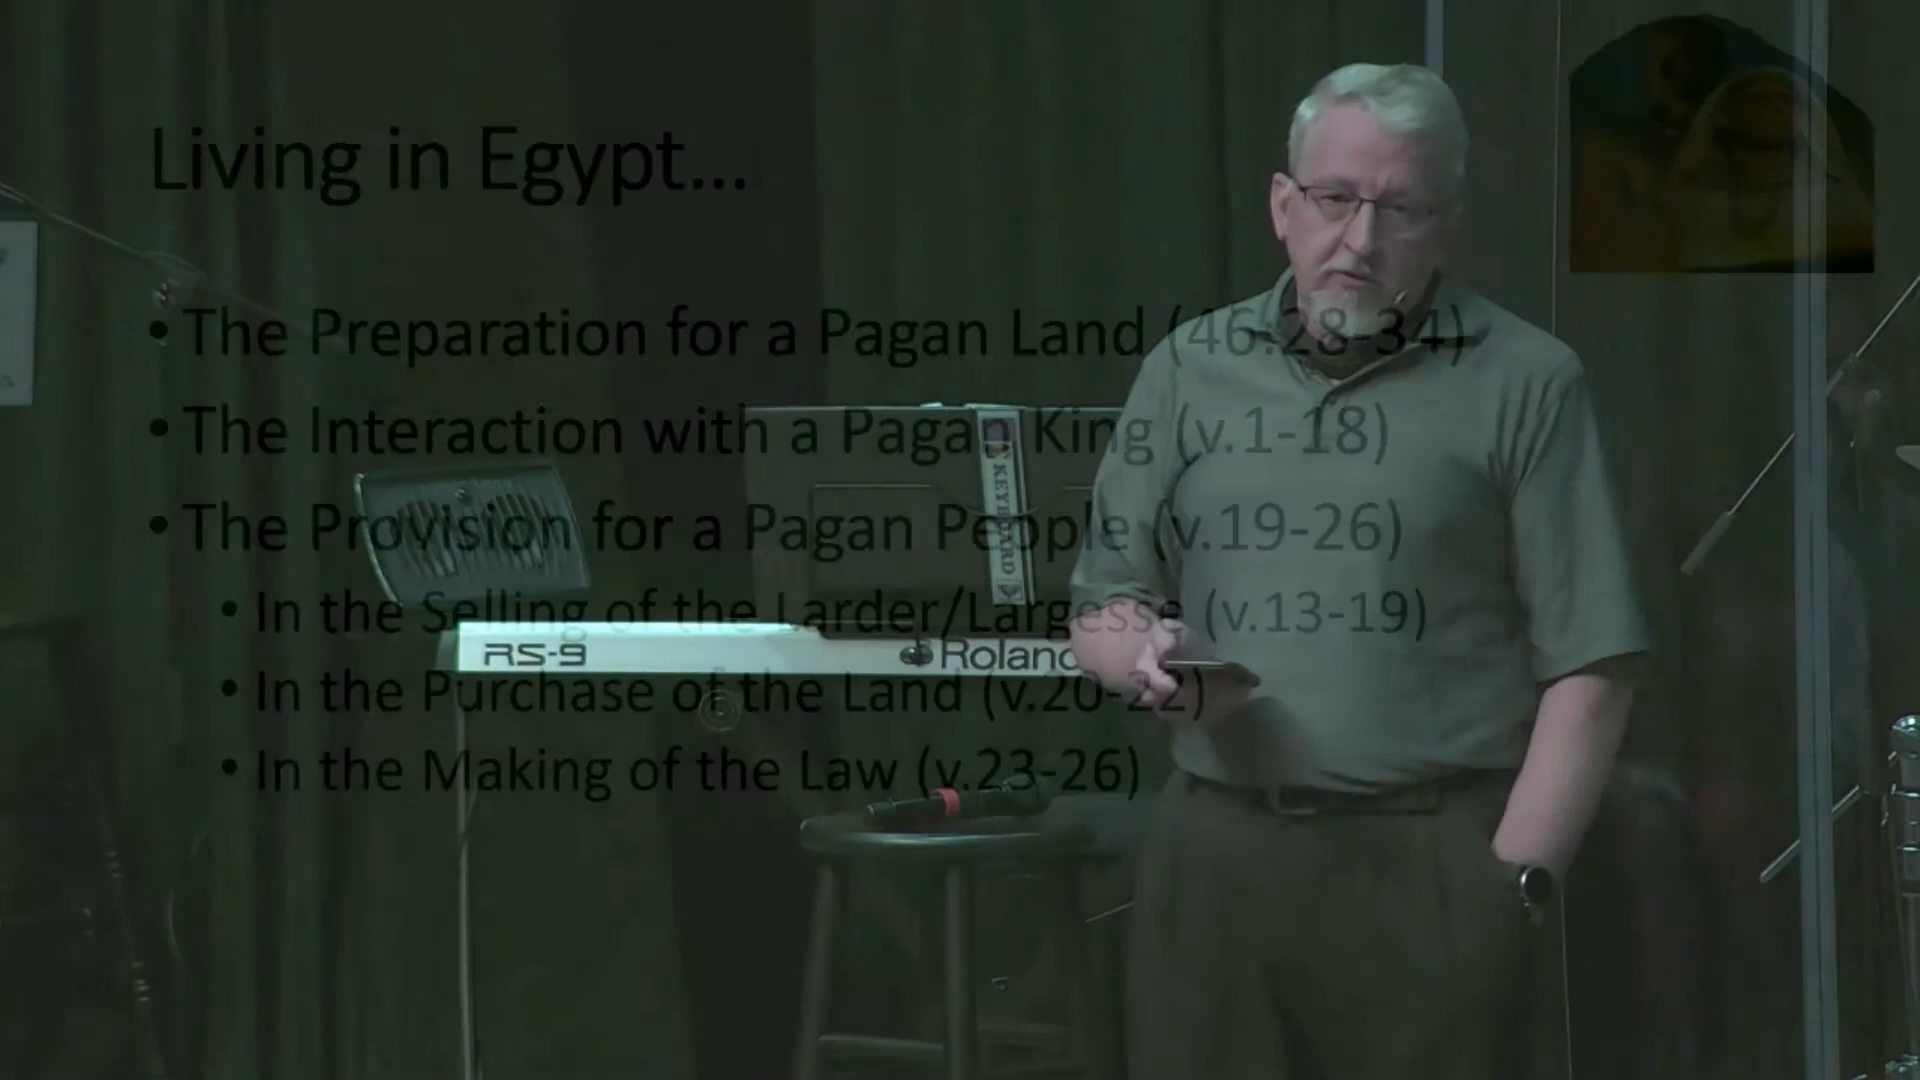 Living in Egypt...
• The Preparation for a Pagan Land (46:28-34)
• The Interaction with a Pagan King (v.1-18)
• The Provision for a Pagan People (v.19-26)
• In the Selling of the Larder/Largesse (v.13-19)
• In the Purchase of the Land (v.20-22)
• In the Making of the Law (v.23-26)
KEYBOARD
RS-9
Roland